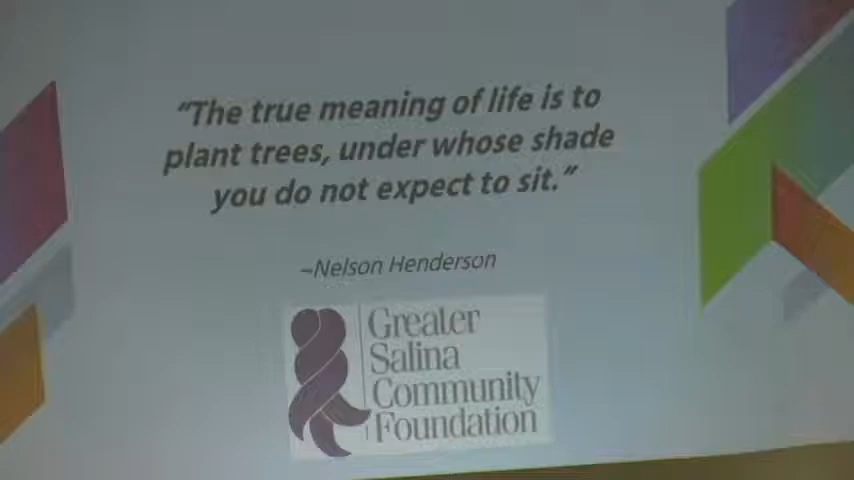 “The true meaning of life is to
plant trees, under whose shade
you do not expect to sit.”
~Nelson Henderson
Greater
Salina
Community
Foundation